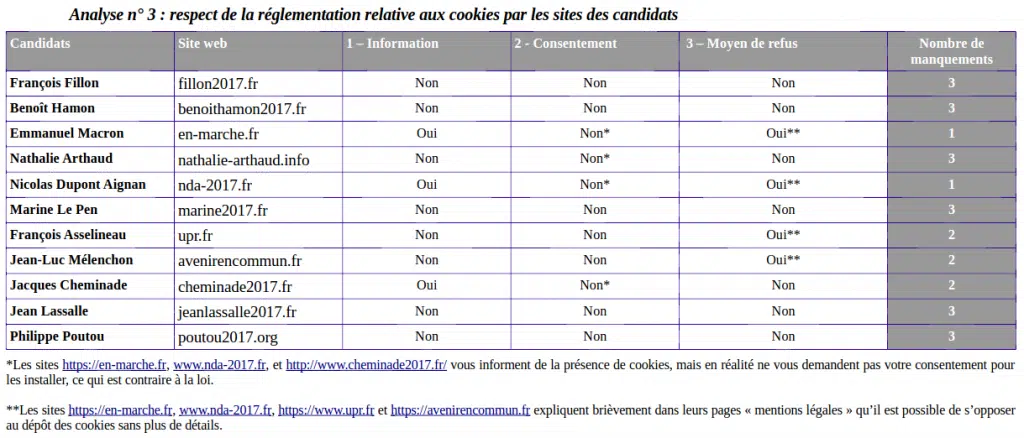 Analyse n° 3 : respect de la réglementation relative aux cookies par les sites des candidats
Candidats Site web 1 – Information 2 - Consentement 3 – Moyen de refus Nombre de manquements
François Fillon fillon2017.fr Non Non Non 3
Benoît Hamon benoithamon2017.fr Non Non Non 3
Emmanuel Macron en-marche.fr Oui Non* Oui** 1
Nathalie Arthaud nathalie-arthaud.info Non Non* Non 3
Nicolas Dupont Aignan nda-2017.fr Oui Non* Oui** 1
Marine Le Pen marine2017.fr Non Non Non 3
François Asselineau upr.fr Non Non Oui** 2
Jean-Luc Mélenchon avenirencommun.fr Non Non Oui** 2
Jacques Cheminade cheminade2017.fr Oui Non* Non 2
Jean Lassalle jeanlassalle2017.fr Non Non Non 3
Philippe Poutou poutou2017.org Non Non Non 3
*Les sites https://en-marche.fr, www.nda-2017.fr, et http://www.cheminade2017.fr/ vous informent de la présence de cookies, mais en réalité ne vous demandent pas votre consentement pour
les installer, ce qui est contraire à la loi.
**Les sites https://en-marche.fr, www.nda-2017.fr, https://www.upr.fr et https://avenirencommun.fr expliquent brièvement dans leurs pages « mentions légales » qu’il est possible de s’opposer
au dépôt des cookies sans plus de détails.